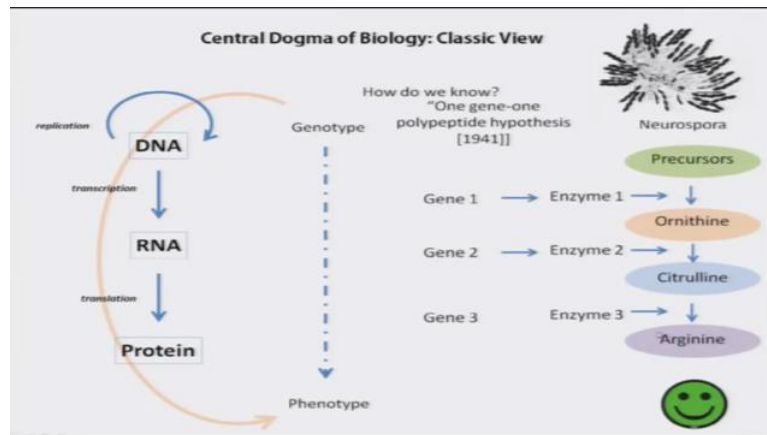 Central Dogma of Biology: Classic View
How do we know?
"One gene-one
polypeptide hypothesis
[1941]]
Neurospora
replication
DNA
Genotype
Precursors
transcription
Gene 1
Enzyme 1
Ornithine
RNA
Gene 2
Enzyme 2
Citrulline
translation
Gene 3
Enzyme 3
Arginine
Protein
Phenotype